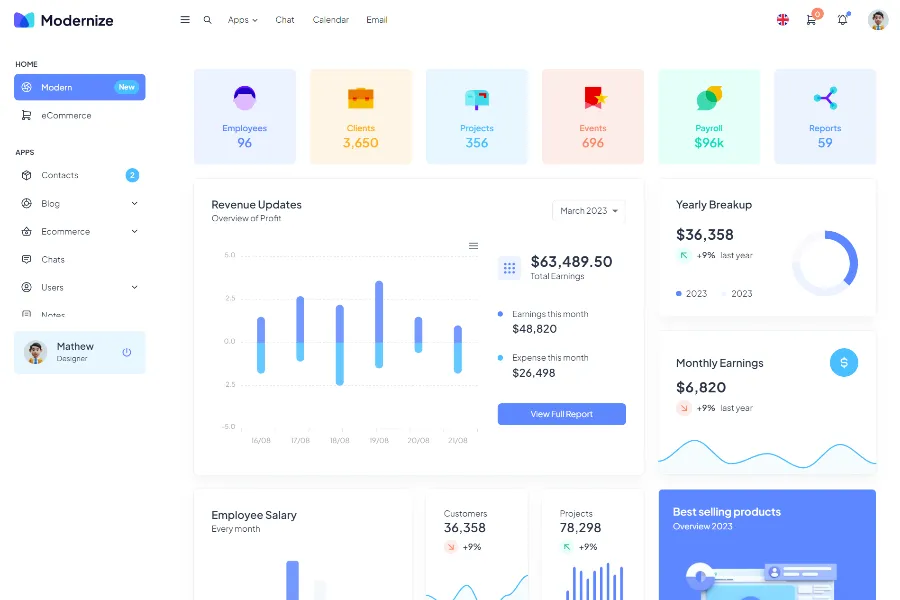 Modernize
Apps
Chat
Calendar
Email
0
HOME
Modern
New
eCommerce
APPS
Contacts
2
Blog
Ecommerce
Chats
Users
Notes
Mathew
Designer
Employees
96
Clients
3,650
Projects
356
Events
696
Payroll
$96k
Reports
59
Revenue Updates
Overview of Profit
March 2023
5.0
2.5
0.0
2.5
-5.0
16/08
17/08
18/08
19/08
20/08
21/08
$63,489.50
Total Earnings
Earnings this month
$48,820
Expense this month
$26,498
View Full Report
Yearly Breakup
$36,358
+9% last year
2023
2023
Monthly Earnings
$
$6,820
+9% last year
Employee Salary
Every month
Customers
36,358
+9%
Projects
78,298
+9%
Best selling products
Overview 2023